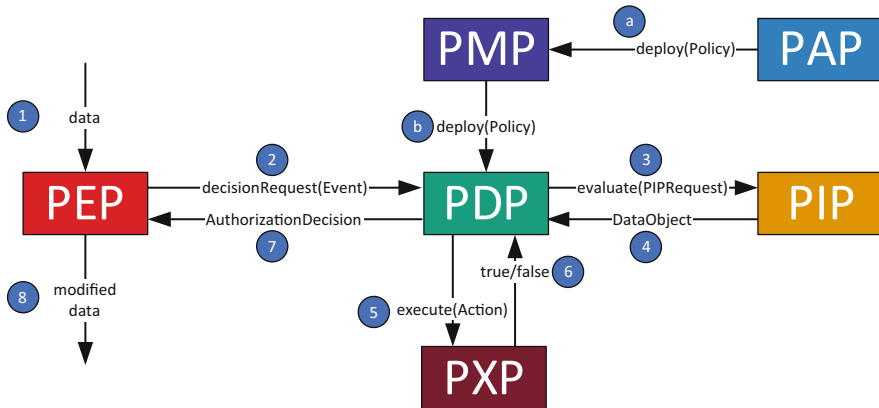 a
PMP
deploy(Policy)
PAP
1
data
b
deploy(Policy)
2
3
decisionRequest(Event)
evaluate(PIPRequest)
PEP
PDP
PIP
AuthorizationDecision
DataObject
7
4
true/false
6
8
modified
data
5
execute(Action)
PXP